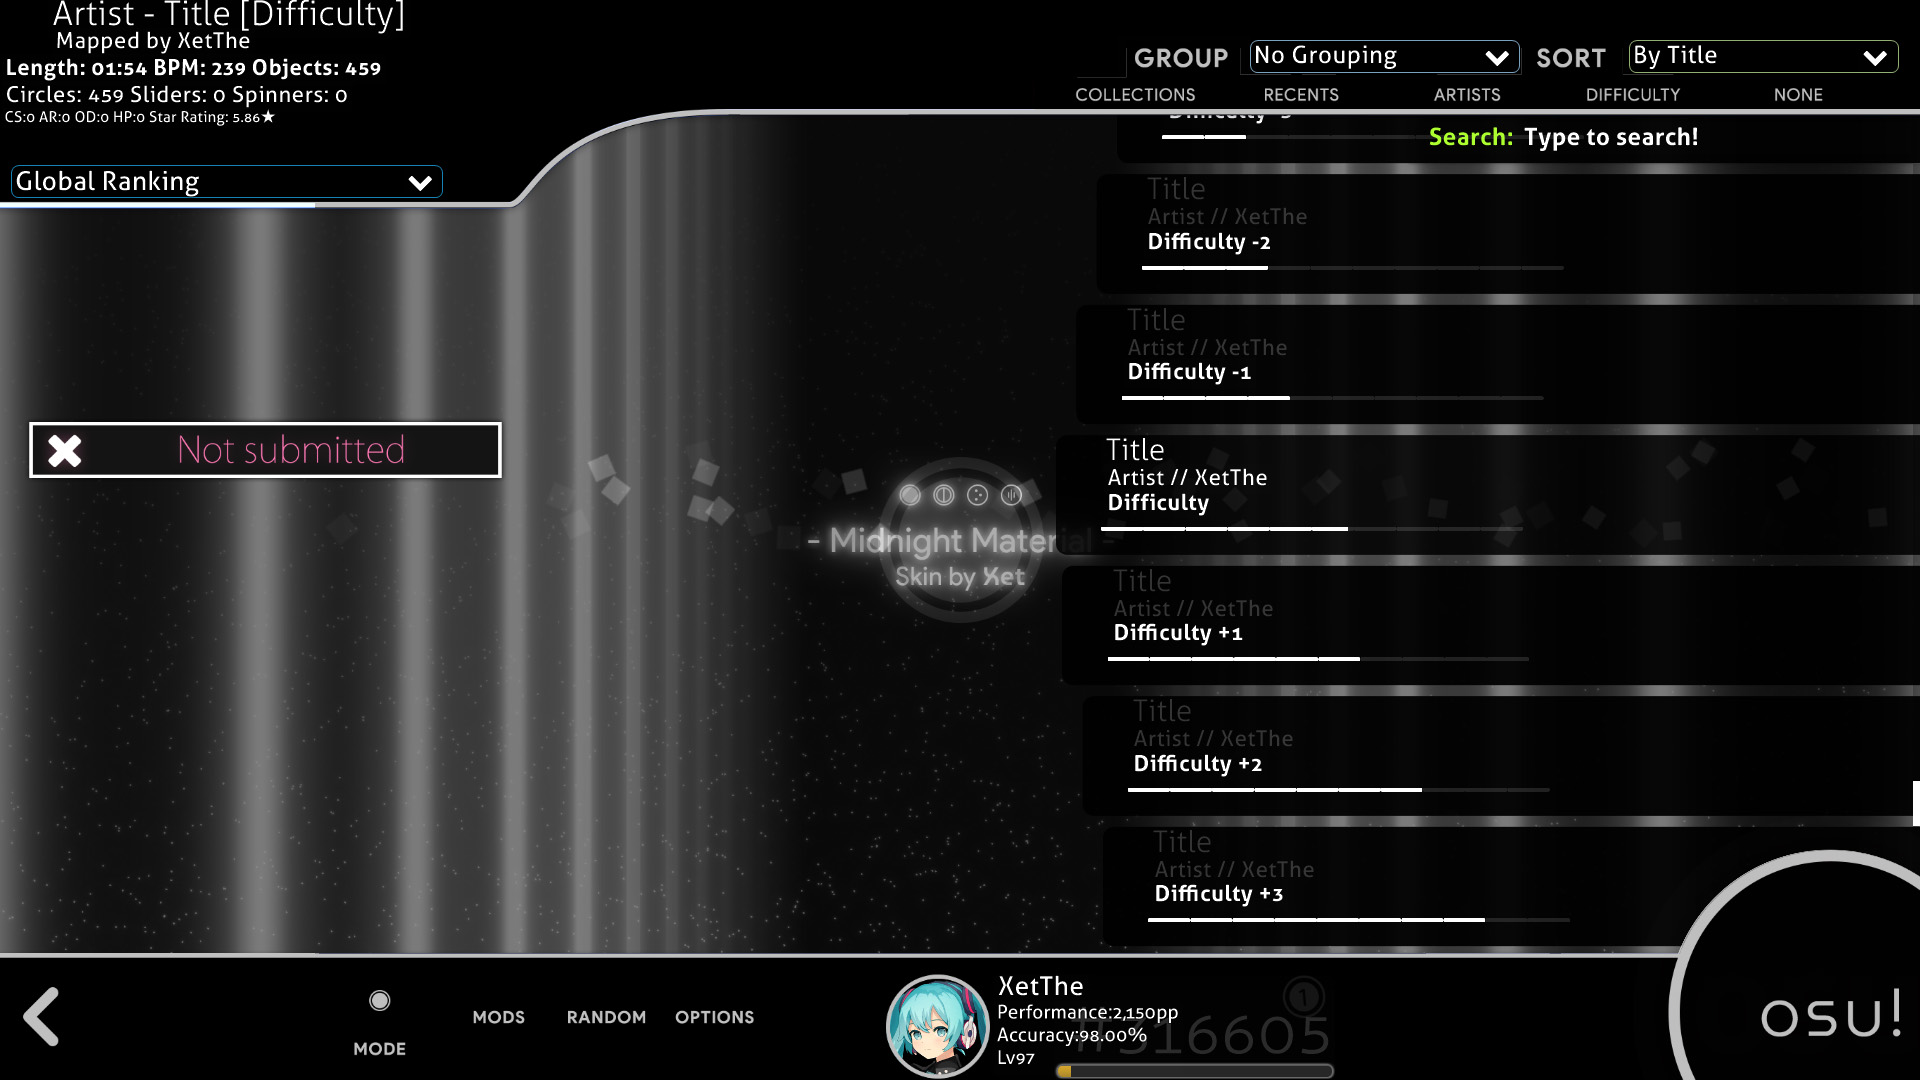 Artist - Title [Difficulty]
Mapped by XetThe
Length: 01:54 BPM: 239 Objects: 459
Circles: 459 Sliders: 0 Spinners: 0
CS:0 AR:0 OD:0 HP:0 Star Rating: 5.86★
GROUP
No Grouping
SORT
By Title
COLLECTIONS
RECENTS
ARTISTS
DIFFICULTY
NONE
Global Ranking
Difficulty -3
Search: Type to search!
Title
Artist // XetThe
Difficulty -2
Title
Artist // XetThe
Difficulty -1
Not submitted
Title
Artist // XetThe
Difficulty
- Midnight Material -
Skin by Xet
Title
Artist // XetThe
Difficulty +1
Title
Artist // XetThe
Difficulty +2
Title
Artist // XetThe
Difficulty +3
MODE
MODS
RANDOM
OPTIONS
XetThe
Performance:2,150pp
Accuracy:98.00%
Lv97
#316605
1
osu!